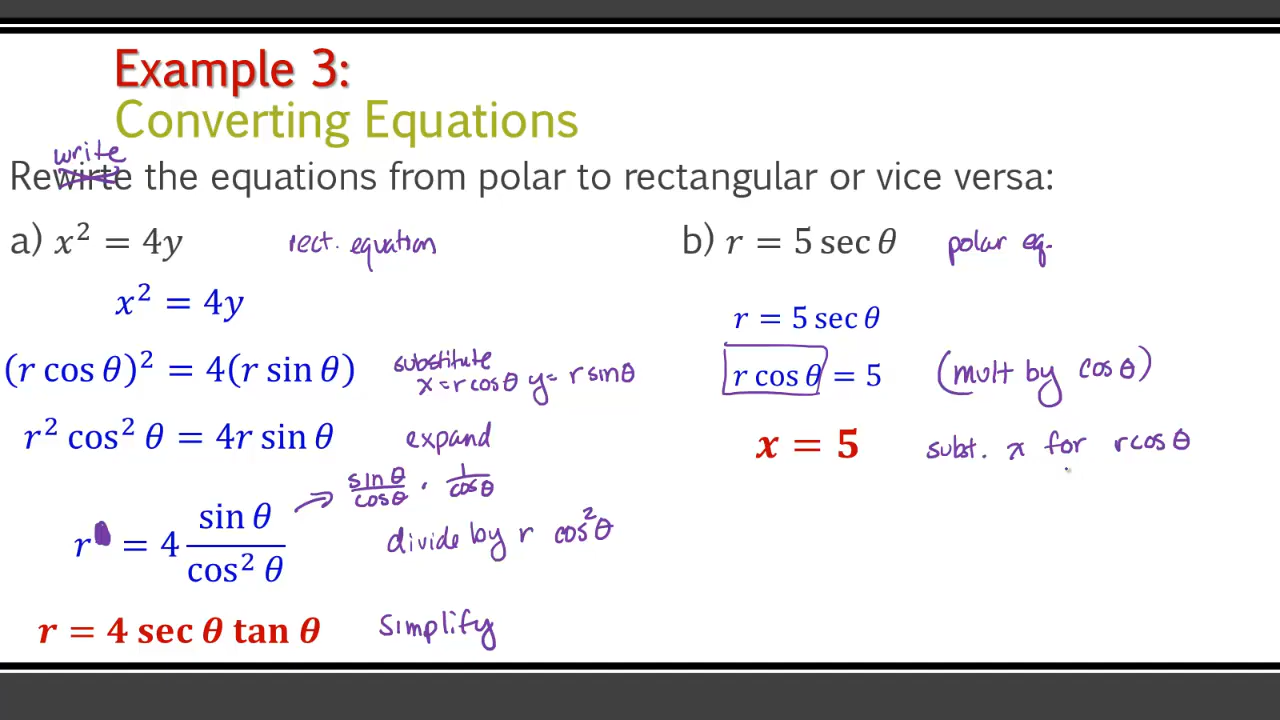 Example 3:
Converting Equations
write
Rewirte the equations from polar to rectangular or vice versa:
a) x² = 4y rect. equation
x² = 4y
(r cos θ)² = 4(r sin θ) substitute x = r cos θ y = r sin θ
r² cos² θ = 4r sin θ expand
sin θ / cos θ · 1 / cos θ
r = 4 sin θ / cos² θ divide by r cos² θ
r = 4 sec θ tan θ simplify
b) r = 5 sec θ polar eq.
r = 5 sec θ
r cos θ = 5 (mult by cos θ)
x = 5 subst. x for r cos θ